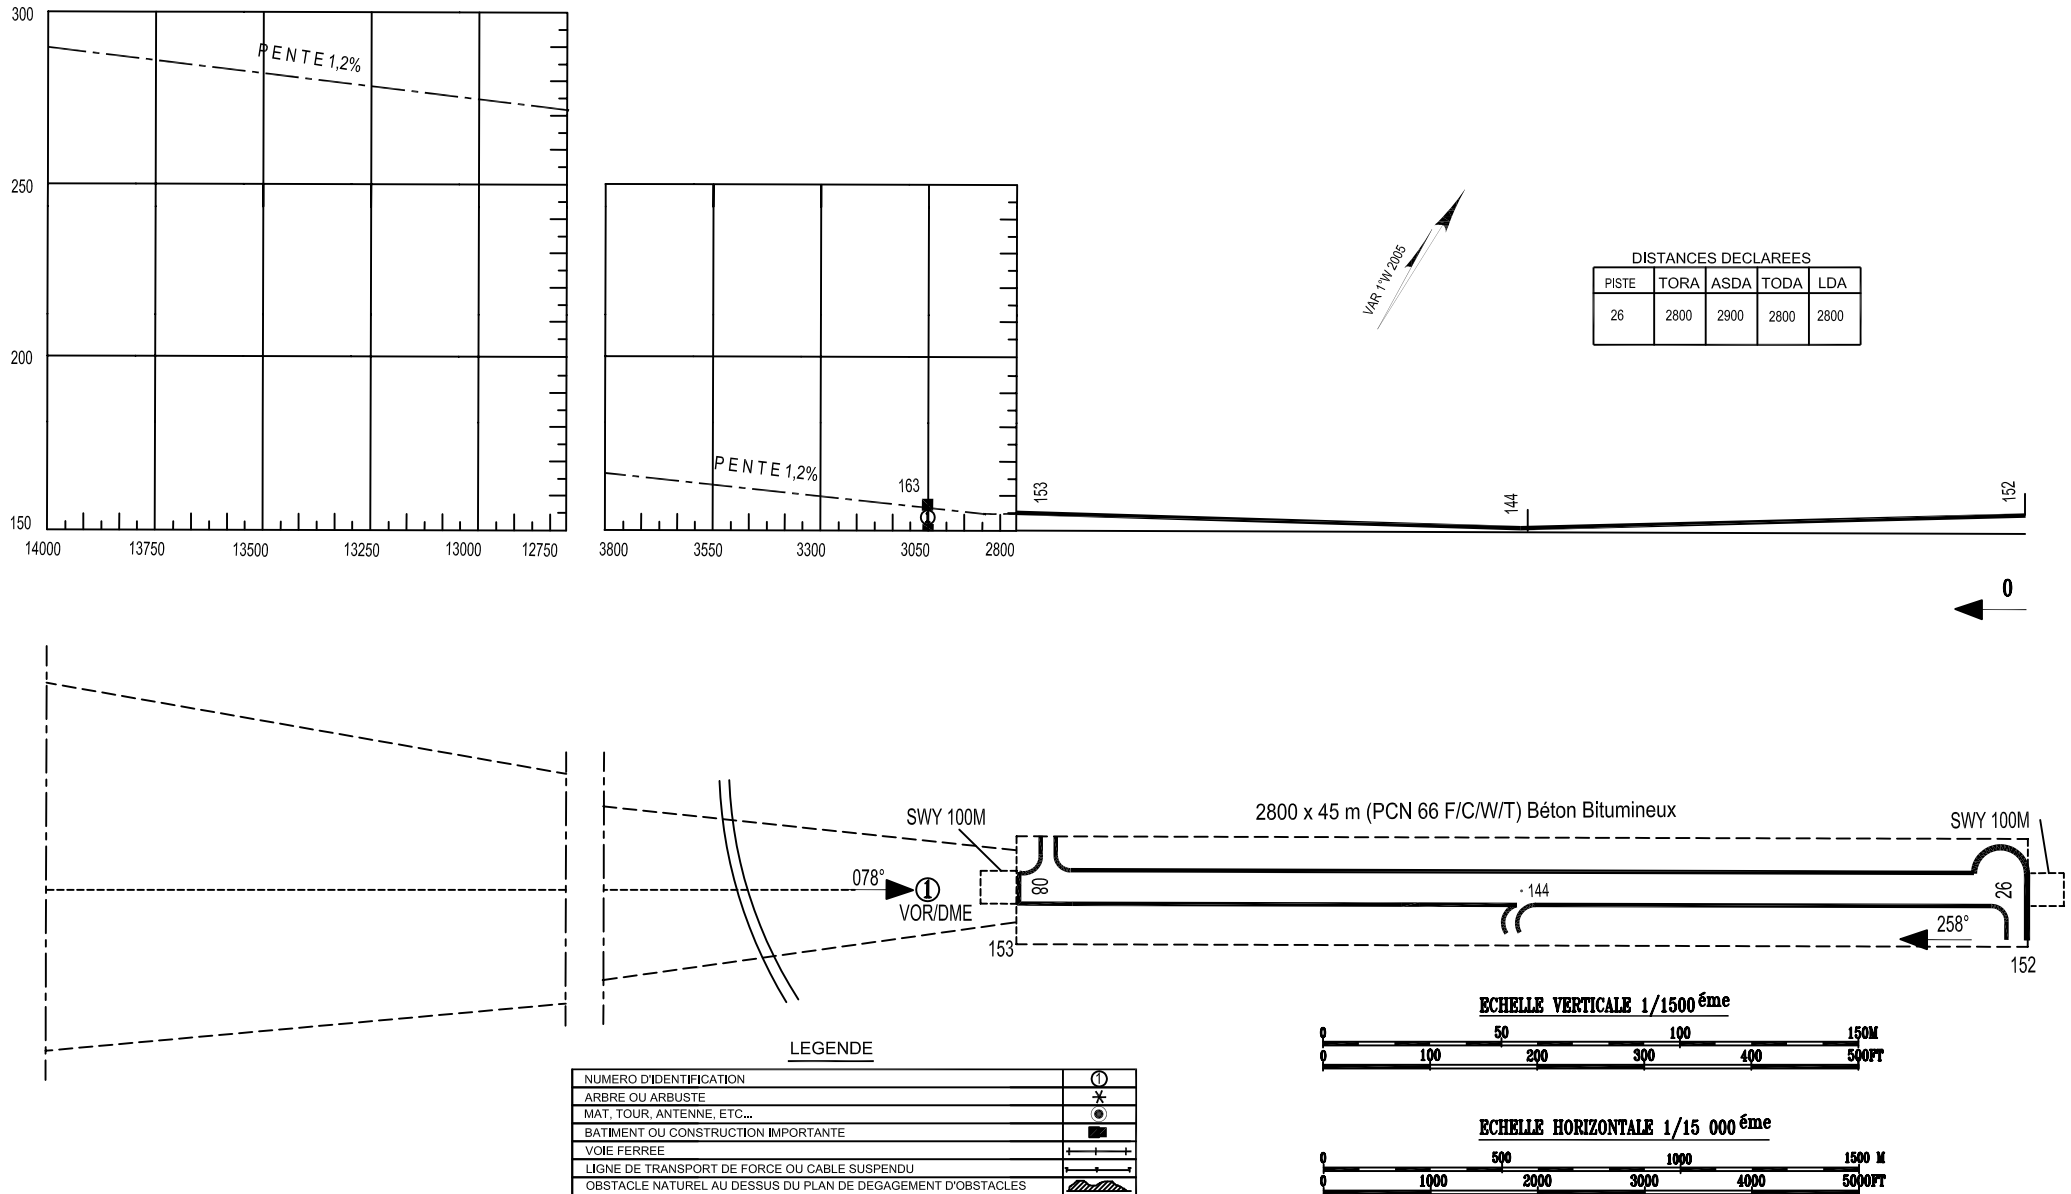 300
PENTE 1,2%
250
200
150
14000 13750 13500 13250 13000 12750
PENTE 1,2%
163
1
3800 3550 3300 3050 2800
VAR 1°W 2005
DISTANCES DECLAREES
PISTE TORA ASDA TODA LDA
26 2800 2900 2800 2800
153
144
152
0
SWY 100M
2800 x 45 m (PCN 66 F/C/W/T) Béton Bitumineux
SWY 100M
078°
1
VOR/DME
08
144
26
258°
153
152
ECHELLE VERTICALE 1/1500 éme
0 50 100 150M
0 100 200 300 400 500FT
LEGENDE
NUMERO D'IDENTIFICATION 1
ARBRE OU ARBUSTE
MAT, TOUR, ANTENNE, ETC...
BATIMENT OU CONSTRUCTION IMPORTANTE
VOIE FERREE
LIGNE DE TRANSPORT DE FORCE OU CABLE SUSPENDU
OBSTACLE NATUREL AU DESSUS DU PLAN DE DEGAGEMENT D'OBSTACLES
ECHELLE HORIZONTALE 1/15 000 éme
0 500 1000 1500 M
0 1000 2000 3000 4000 5000FT